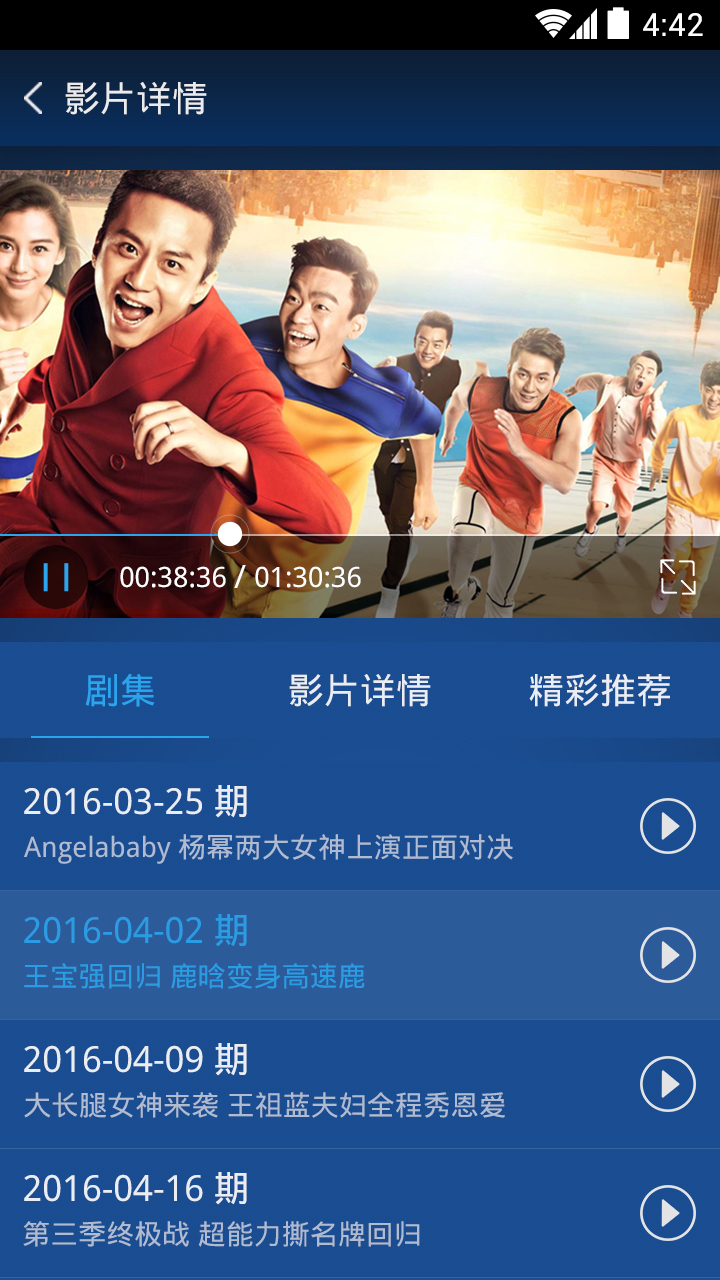 4:42
影片详情
00:38:36 / 01:30:36
剧集 影片详情 精彩推荐
2016-03-25 期
Angelababy 杨幂两大女神上演正面对决
2016-04-02 期
王宝强回归 鹿晗变身高速鹿
2016-04-09 期
大长腿女神来袭 王祖蓝夫妇全程秀恩爱
2016-04-16 期
第三季终极战 超能力撕名牌回归